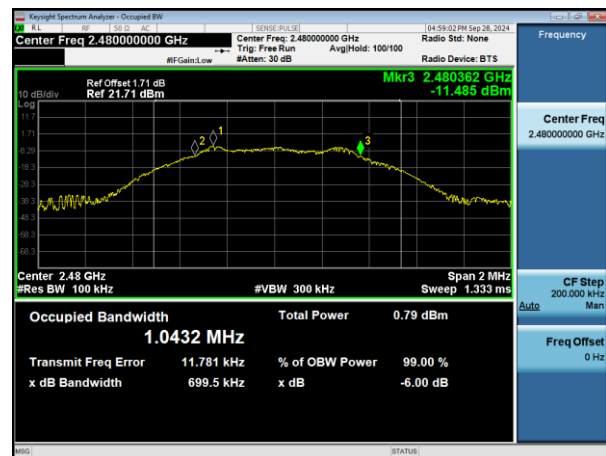 Keysight Spectrum Analyzer - Occupied BW
RL RF 50 Ω AC SENSE:PULSE 04:59:02 PM Sep 28, 2024
Center Freq 2.480000000 GHz Center Freq: 2.480000000 GHz Radio Std: None
Trig: Free Run Avg|Hold: 100/100
#IFGain:Low #Atten: 30 dB Radio Device: BTS
Frequency
Ref Offset 1.71 dB Mkr3 2.480362 GHz
10 dB/div Ref 21.71 dBm -11.485 dBm
Log
11.7
1.71
-8.29
-18.3
-28.3
-38.3
-48.3
-58.3
-68.3
2 1 3
Center 2.48 GHz Span 2 MHz
#Res BW 100 kHz #VBW 300 kHz Sweep 1.333 ms
Occupied Bandwidth Total Power 0.79 dBm
1.0432 MHz
Transmit Freq Error 11.781 kHz % of OBW Power 99.00 %
x dB Bandwidth 699.5 kHz x dB -6.00 dB
Center Freq
2.480000000 GHz
CF Step
200.000 kHz
Auto Man
Freq Offset
0 Hz
MSG STATUS